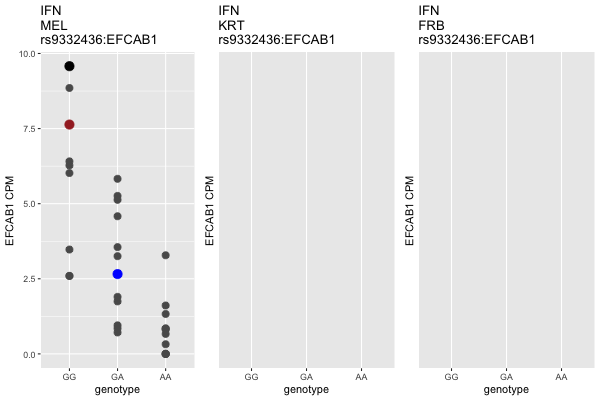 IFN
MEL
rs9332436:EFCAB1
10.0
7.5
5.0
2.5
0.0
EFCAB1 CPM
GG GA AA
genotype
IFN
KRT
rs9332436:EFCAB1
EFCAB1 CPM
GG GA AA
genotype
IFN
FRB
rs9332436:EFCAB1
EFCAB1 CPM
GG GA AA
genotype